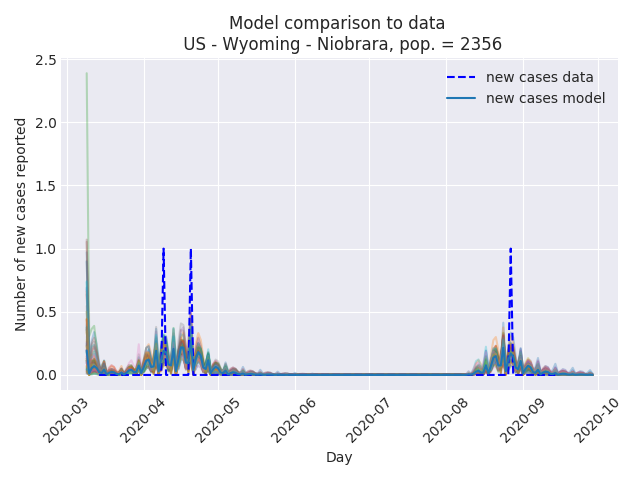 Model comparison to data
US - Wyoming - Niobrara, pop. = 2356
new cases data
new cases model
Number of new cases reported
2.5
2.0
1.5
1.0
0.5
0.0
2020-03
2020-04
2020-05
2020-06
2020-07
2020-08
2020-09
2020-10
Day